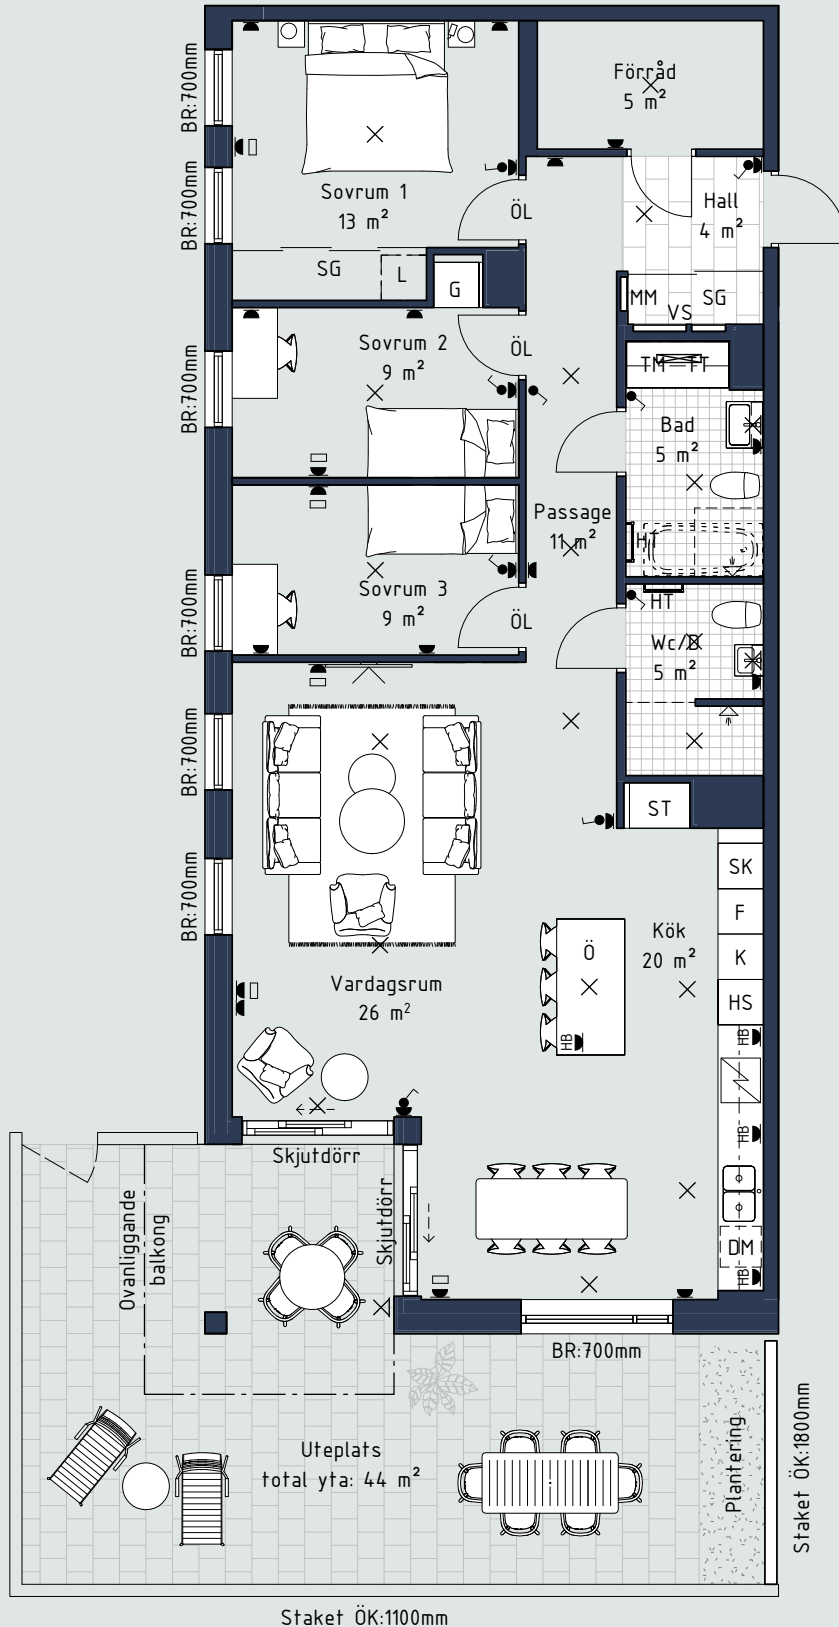 Förråd
5 m²
BR:700mm
Sovrum 1
13 m²
ÖL
Hall
4 m²
BR:700mm
SG
L
G
MM
SG
VS
Sovrum 2
9 m²
ÖL
TM
TT
BR:700mm
Bad
5 m²
Passage
11 m²
HT
Sovrum 3
9 m²
ÖL
HT
BR:700mm
Wc/D
5 m²
BR:700mm
ST
SK
F
K
HS
BR:700mm
Kök
20 m²
Ö
HB
HB
Vardagsrum
26 m²
HB
Skjutdörr
Skjutdörr
Ovanliggande
balkong
DM
HB
BR:700mm
Uteplats
total yta: 44 m²
Plantering
Staket ÖK:1800mm
Staket ÖK:1100mm